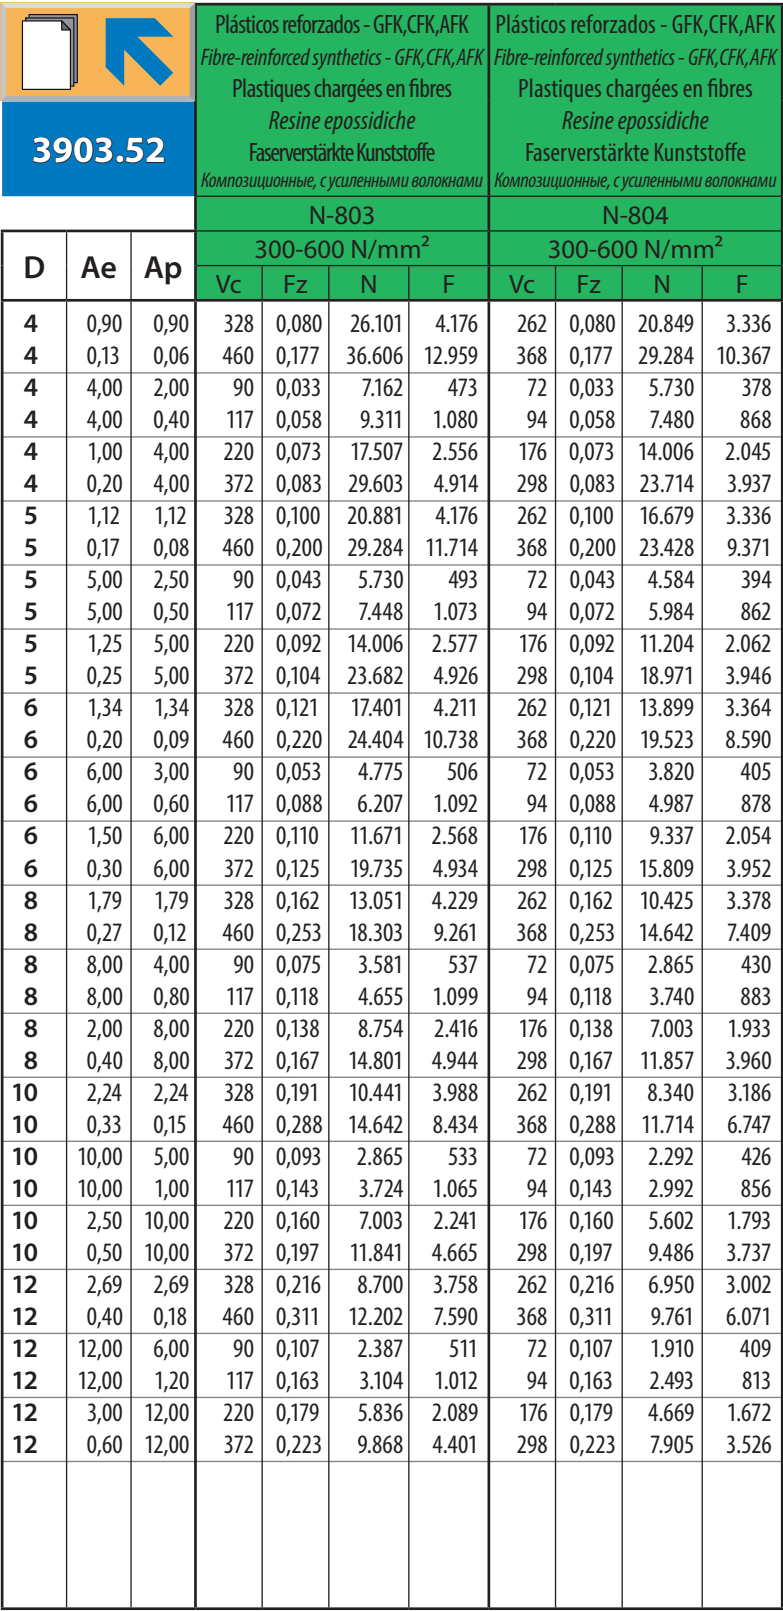 Plásticos reforzados - GFK,CFK,AFK Plásticos reforzados - GFK,CFK,AFK
Fibre-reinforced synthetics - GFK,CFK,AFK Fibre-reinforced synthetics - GFK,CFK,AFK
Plastiques chargées en fibres Plastiques chargées en fibres
Resine epossidiche Resine epossidiche
3903.52 Faserverstärkte Kunststoffe Faserverstärkte Kunststoffe
Композиционные, с усиленными волокнами Композиционные, с усиленными волокнами
N-803 N-804
D Ae Ap 300-600 N/mm² 300-600 N/mm²
Vc Fz N F Vc Fz N F
4 0,90 0,90 328 0,080 26.101 4.176 262 0,080 20.849 3.336
4 0,13 0,06 460 0,177 36.606 12.959 368 0,177 29.284 10.367
4 4,00 2,00 90 0,033 7.162 473 72 0,033 5.730 378
4 4,00 0,40 117 0,058 9.311 1.080 94 0,058 7.480 868
4 1,00 4,00 220 0,073 17.507 2.556 176 0,073 14.006 2.045
4 0,20 4,00 372 0,083 29.603 4.914 298 0,083 23.714 3.937
5 1,12 1,12 328 0,100 20.881 4.176 262 0,100 16.679 3.336
5 0,17 0,08 460 0,200 29.284 11.714 368 0,200 23.428 9.371
5 5,00 2,50 90 0,043 5.730 493 72 0,043 4.584 394
5 5,00 0,50 117 0,072 7.448 1.073 94 0,072 5.984 862
5 1,25 5,00 220 0,092 14.006 2.577 176 0,092 11.204 2.062
5 0,25 5,00 372 0,104 23.682 4.926 298 0,104 18.971 3.946
6 1,34 1,34 328 0,121 17.401 4.211 262 0,121 13.899 3.364
6 0,20 0,09 460 0,220 24.404 10.738 368 0,220 19.523 8.590
6 6,00 3,00 90 0,053 4.775 506 72 0,053 3.820 405
6 6,00 0,60 117 0,088 6.207 1.092 94 0,088 4.987 878
6 1,50 6,00 220 0,110 11.671 2.568 176 0,110 9.337 2.054
6 0,30 6,00 372 0,125 19.735 4.934 298 0,125 15.809 3.952
8 1,79 1,79 328 0,162 13.051 4.229 262 0,162 10.425 3.378
8 0,27 0,12 460 0,253 18.303 9.261 368 0,253 14.642 7.409
8 8,00 4,00 90 0,075 3.581 537 72 0,075 2.865 430
8 8,00 0,80 117 0,118 4.655 1.099 94 0,118 3.740 883
8 2,00 8,00 220 0,138 8.754 2.416 176 0,138 7.003 1.933
8 0,40 8,00 372 0,167 14.801 4.944 298 0,167 11.857 3.960
10 2,24 2,24 328 0,191 10.441 3.988 262 0,191 8.340 3.186
10 0,33 0,15 460 0,288 14.642 8.434 368 0,288 11.714 6.747
10 10,00 5,00 90 0,093 2.865 533 72 0,093 2.292 426
10 10,00 1,00 117 0,143 3.724 1.065 94 0,143 2.992 856
10 2,50 10,00 220 0,160 7.003 2.241 176 0,160 5.602 1.793
10 0,50 10,00 372 0,197 11.841 4.665 298 0,197 9.486 3.737
12 2,69 2,69 328 0,216 8.700 3.758 262 0,216 6.950 3.002
12 0,40 0,18 460 0,311 12.202 7.590 368 0,311 9.761 6.071
12 12,00 6,00 90 0,107 2.387 511 72 0,107 1.910 409
12 12,00 1,20 117 0,163 3.104 1.012 94 0,163 2.493 813
12 3,00 12,00 220 0,179 5.836 2.089 176 0,179 4.669 1.672
12 0,60 12,00 372 0,223 9.868 4.401 298 0,223 7.905 3.526